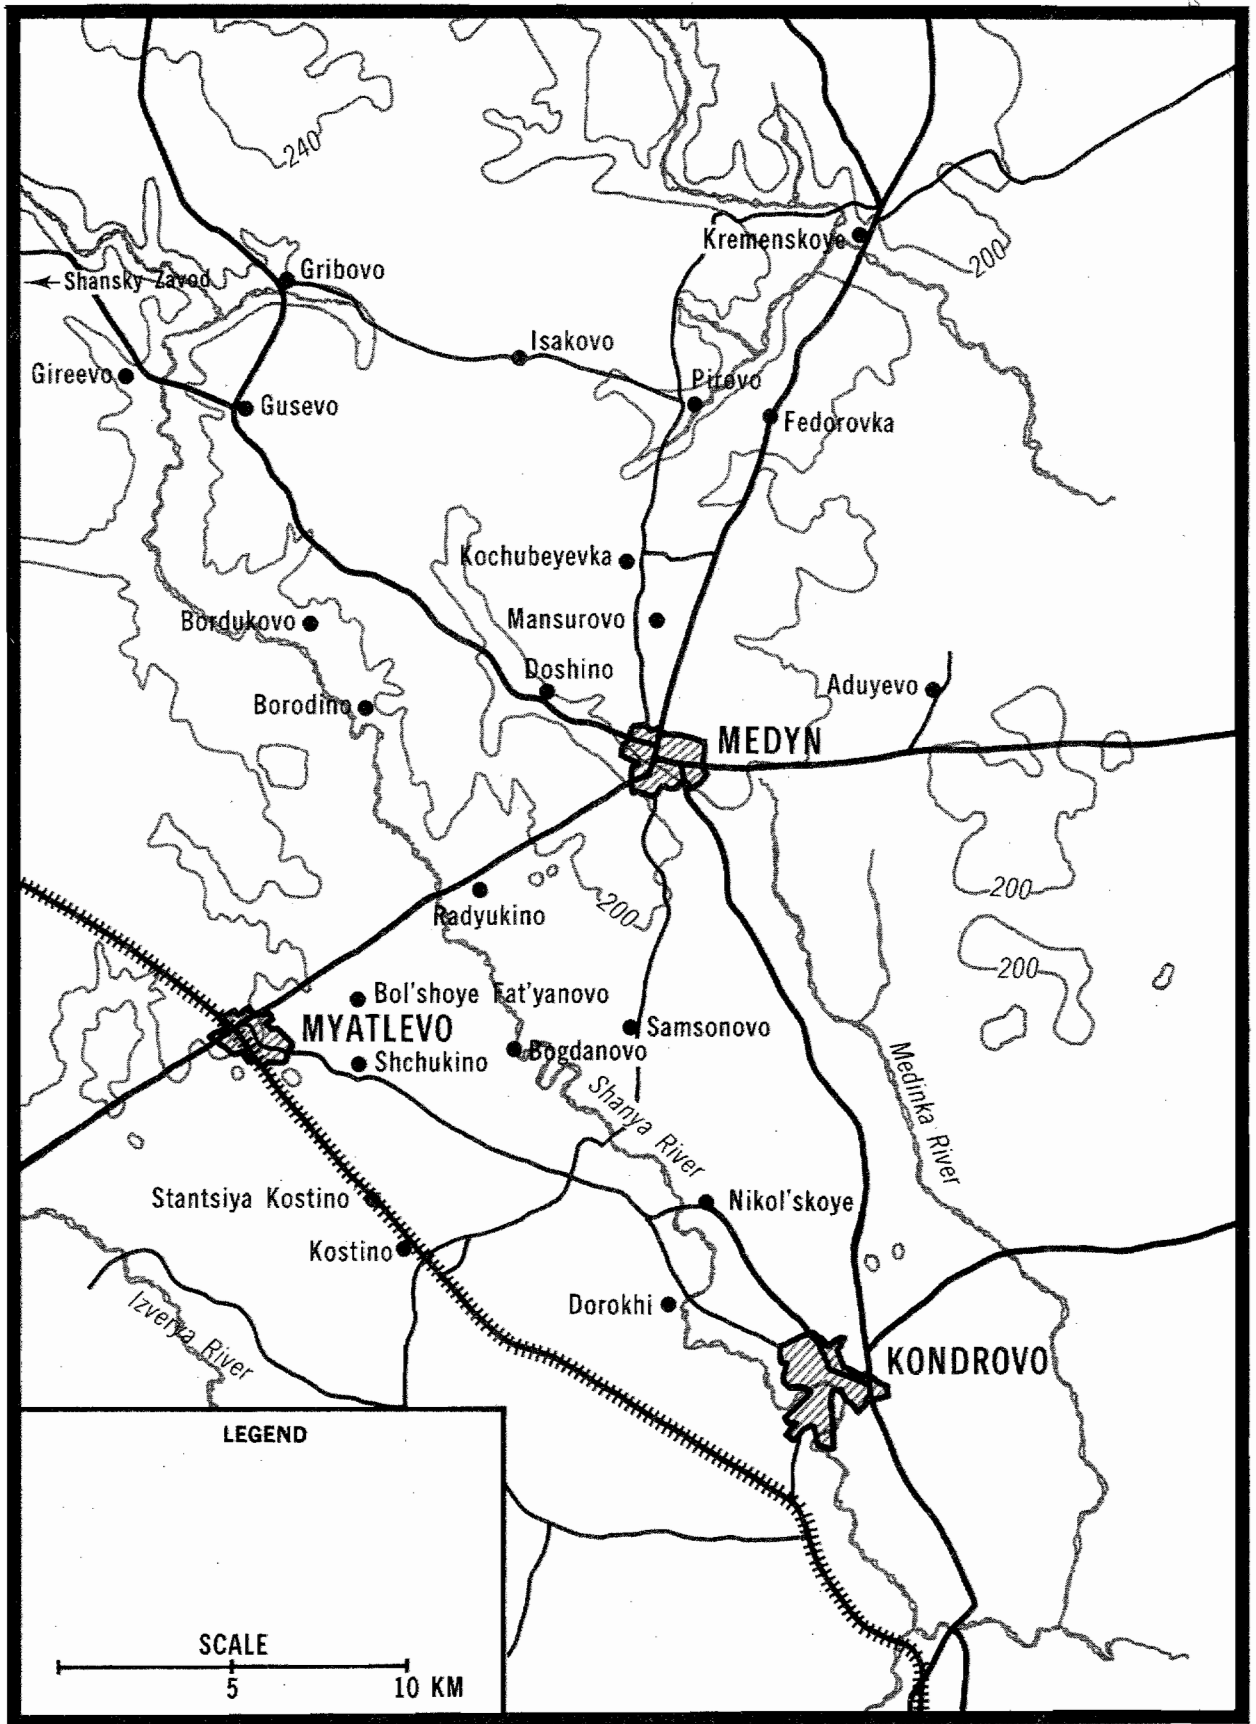 240
Kremenskoye
200
← Shansky Zavod
Gribovo
Isakovo
Gireevo
Pirovo
Gusevo
Fedorovka
Kochubeyevka
Bordukovo
Mansurovo
Doshino
Aduyevo
Borodino
MEDYN
200
200
Radyukino
200
Bol'shoye Fat'yanovo
MYATLEVO
Samsonovo
Bogdanovo
Shchukino
Shanya River
Medinka River
Stantsiya Kostino
Nikol'skoye
Kostino
Dorokhi
Izverya River
KONDROVO
LEGEND
SCALE
5
10 KM